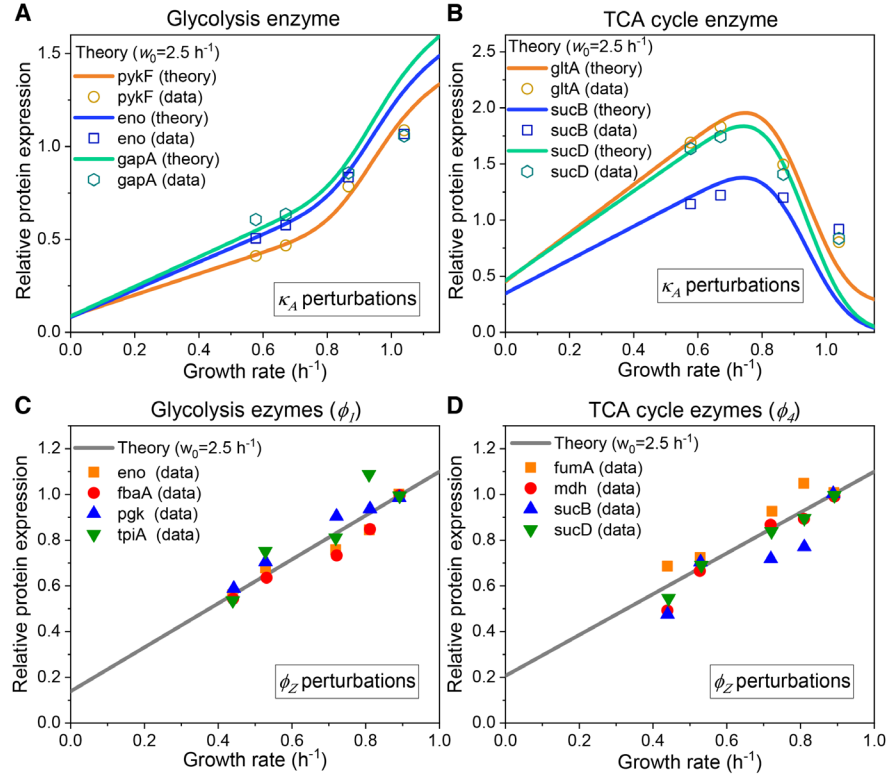 A
Glycolysis enzyme
Relative protein expression
1.5
1.0
0.5
0.0
Theory (w₀=2.5 h⁻¹)
pykF (theory)
pykF (data)
eno (theory)
eno (data)
gapA (theory)
gapA (data)
κ_A perturbations
0.0 0.2 0.4 0.6 0.8 1.0
Growth rate (h⁻¹)
B
TCA cycle enzyme
Relative protein expression
2.5
2.0
1.5
1.0
0.5
0.0
Theory (w₀=2.5 h⁻¹)
gltA (theory)
gltA (data)
sucB (theory)
sucB (data)
sucD (theory)
sucD (data)
κ_A perturbations
0.0 0.2 0.4 0.6 0.8 1.0
Growth rate (h⁻¹)
C
Glycolysis ezymes (ϕ₁)
Relative protein expression
1.2
1.0
0.8
0.6
0.4
0.2
0.0
Theory (w₀=2.5 h⁻¹)
eno (data)
fbaA (data)
pgk (data)
tpiA (data)
ϕ_Z perturbations
0.0 0.2 0.4 0.6 0.8 1.0
Growth rate (h⁻¹)
D
TCA cycle ezymes (ϕ₄)
Relative protein expression
1.2
1.0
0.8
0.6
0.4
0.2
0.0
Theory (w₀=2.5 h⁻¹)
fumA (data)
mdh (data)
sucB (data)
sucD (data)
ϕ_Z perturbations
0.0 0.2 0.4 0.6 0.8 1.0
Growth rate (h⁻¹)